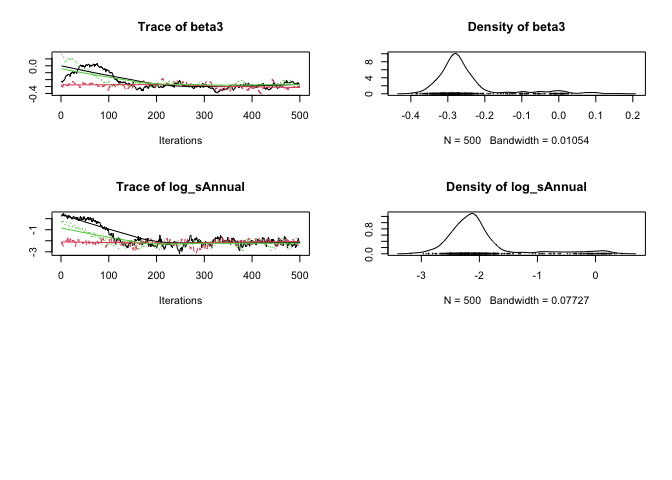 Trace of beta3
0.0
-0.4
0 100 200 300 400 500
Iterations
Density of beta3
8
4
0
-0.4 -0.3 -0.2 -0.1 0.0 0.1 0.2
N = 500 Bandwidth = 0.01054
Trace of log_sAnnual
-1
-3
0 100 200 300 400 500
Iterations
Density of log_sAnnual
0.8
0.0
-3 -2 -1 0
N = 500 Bandwidth = 0.07727